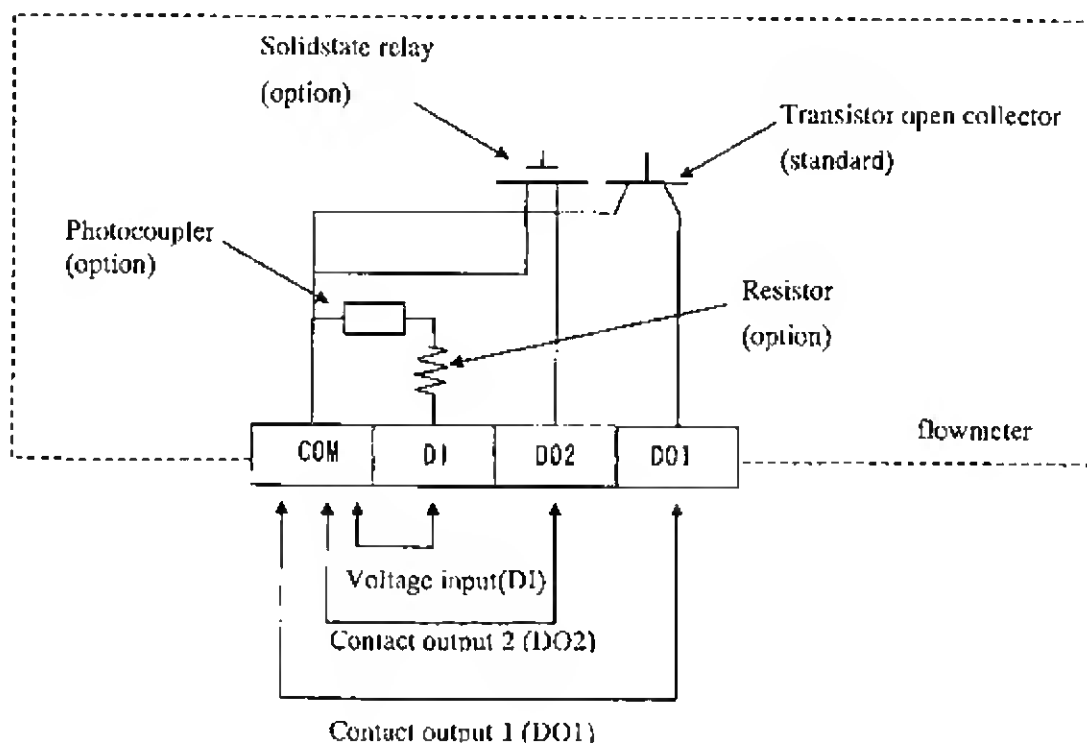 Solidstate relay
(option)
Transistor open collector
(standard)
Photocoupler
(option)
Resistor
(option)
flowmeter
COM DI DO2 DO1
Voltage input(DI)
Contact output 2 (DO2)
Contact output 1 (DO1)